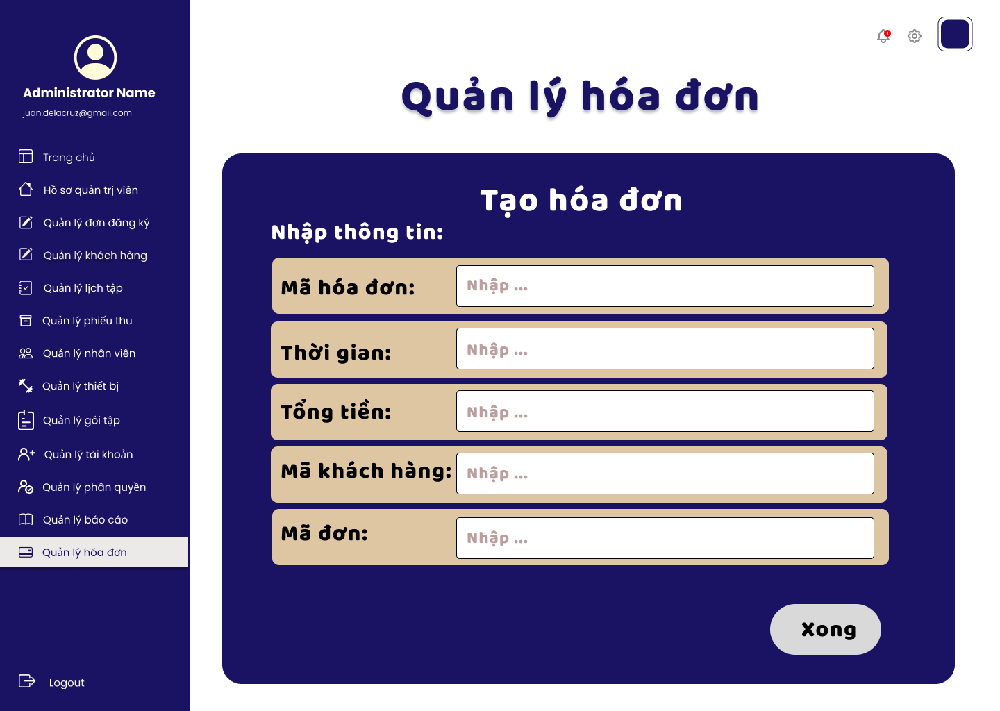 Administrator Name
juan.delacruz@gmail.com
Trang chủ
Hồ sơ quản trị viên
Quản lý đơn đăng ký
Quản lý khách hàng
Quản lý lịch tập
Quản lý phiếu thu
Quản lý nhân viên
Quản lý thiết bị
Quản lý gói tập
Quản lý tài khoản
Quản lý phân quyền
Quản lý báo cáo
Quản lý hóa đơn
Logout
1
Quản lý hóa đơn
Tạo hóa đơn
Nhập thông tin:
Mã hóa đơn: Nhập ...
Thời gian: Nhập ...
Tổng tiền: Nhập ...
Mã khách hàng: Nhập ...
Mã đơn: Nhập ...
Xong